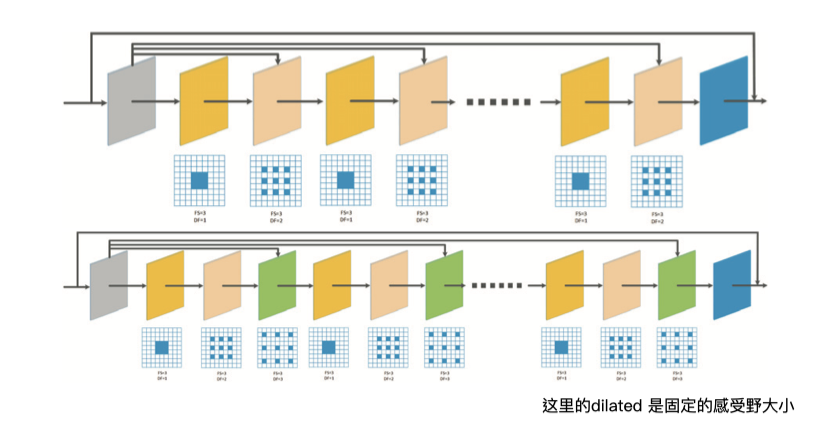 FS=3 FS=3 FS=3 FS=3 FS=3 FS=3
DF=1 DF=2 DF=1 DF=2 DF=1 DF=2
FS=3 FS=3 FS=3 FS=3 FS=3 FS=3 FS=3 FS=3 FS=3
DF=1 DF=2 DF=3 DF=1 DF=2 DF=3 DF=1 DF=2 DF=3
这里的dilated 是固定的感受野大小